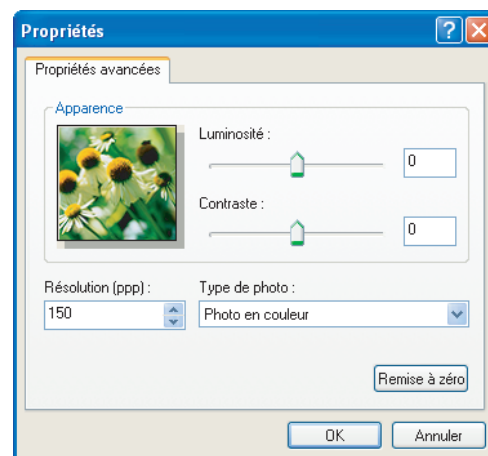 Propriétés
Propriétés avancées
Apparence
Luminosité :
0
Contraste :
0
Résolution (ppp) :
Type de photo :
150
Photo en couleur
Remise à zéro
OK
Annuler